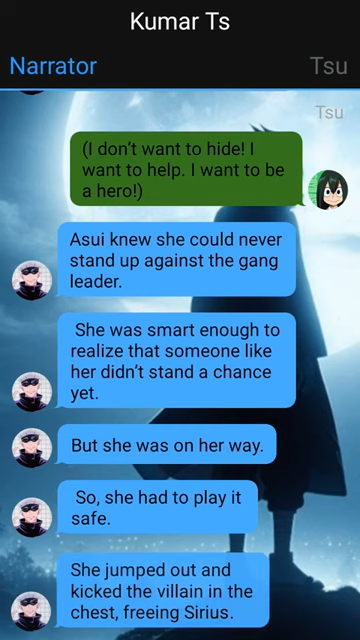 Kumar Ts
Narrator
Tsu
Tsu
(I don't want to hide! I
want to help. I want to be
a hero!)
Asui knew she could never
stand up against the gang
leader.
She was smart enough to
realize that someone like
her didn't stand a chance
yet.
But she was on her way.
So, she had to play it
safe.
She jumped out and
kicked the villain in the
chest, freeing Sirius.